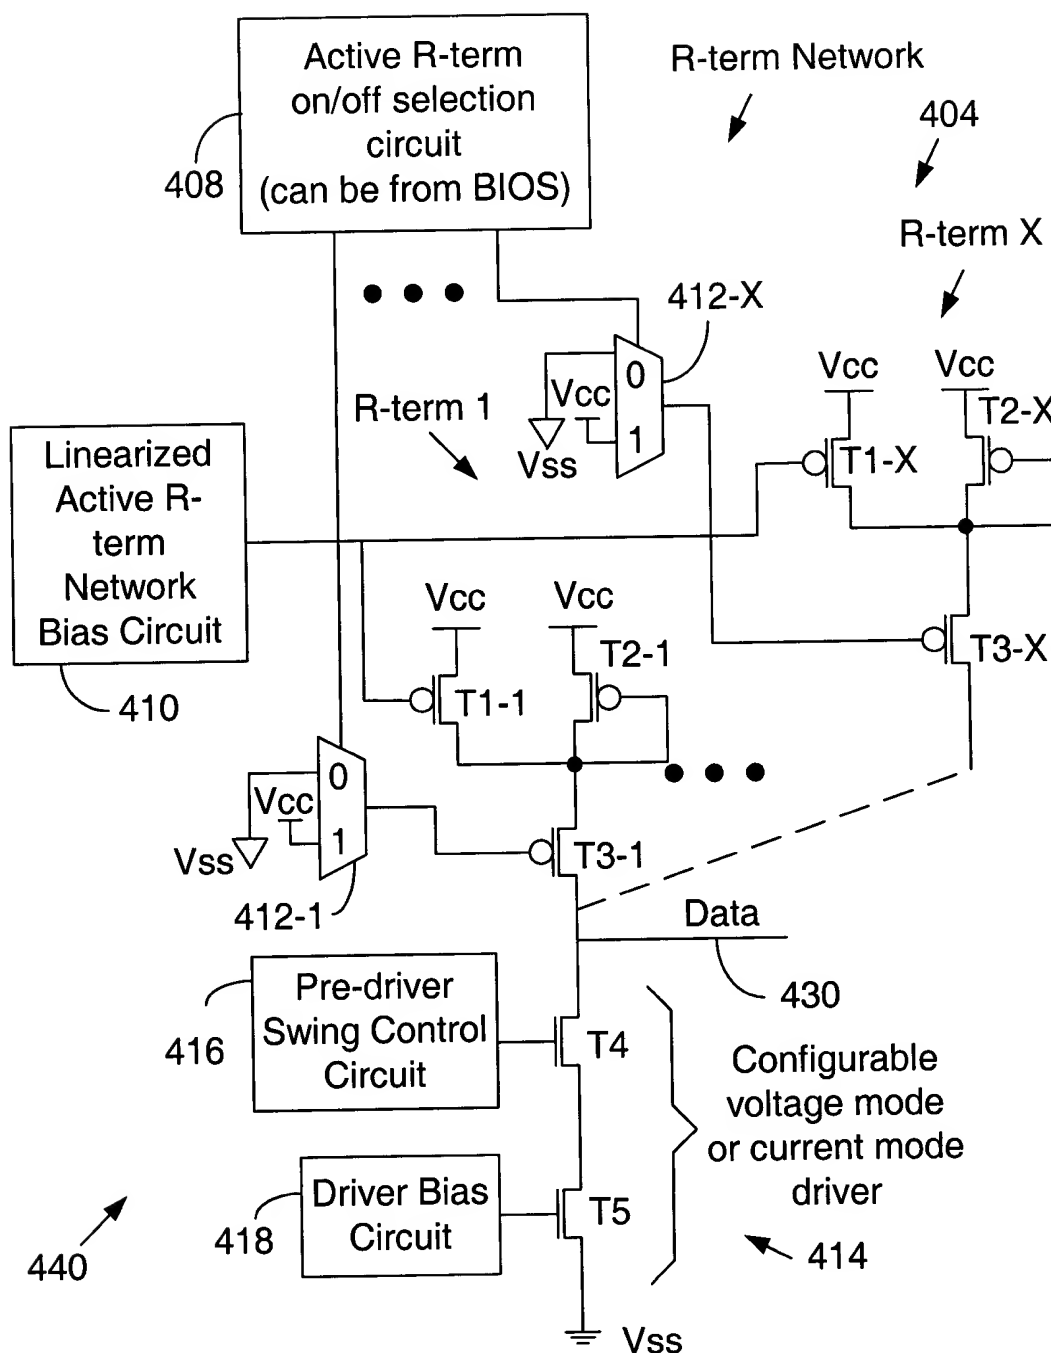 Active R-term
on/off selection
circuit
(can be from BIOS)
408
R-term Network
404
R-term X
412-X
0
1
Vcc
Vss
R-term 1
Vcc
Vcc
T2-X
T1-X
T3-X
Linearized
Active R-
term
Network
Bias Circuit
410
Vcc
Vcc
T2-1
T1-1
0
1
Vcc
Vss
412-1
T3-1
Data
430
Pre-driver
Swing Control
Circuit
416
T4
Configurable
voltage mode
or current mode
driver
414
Driver Bias
Circuit
418
T5
440
Vss